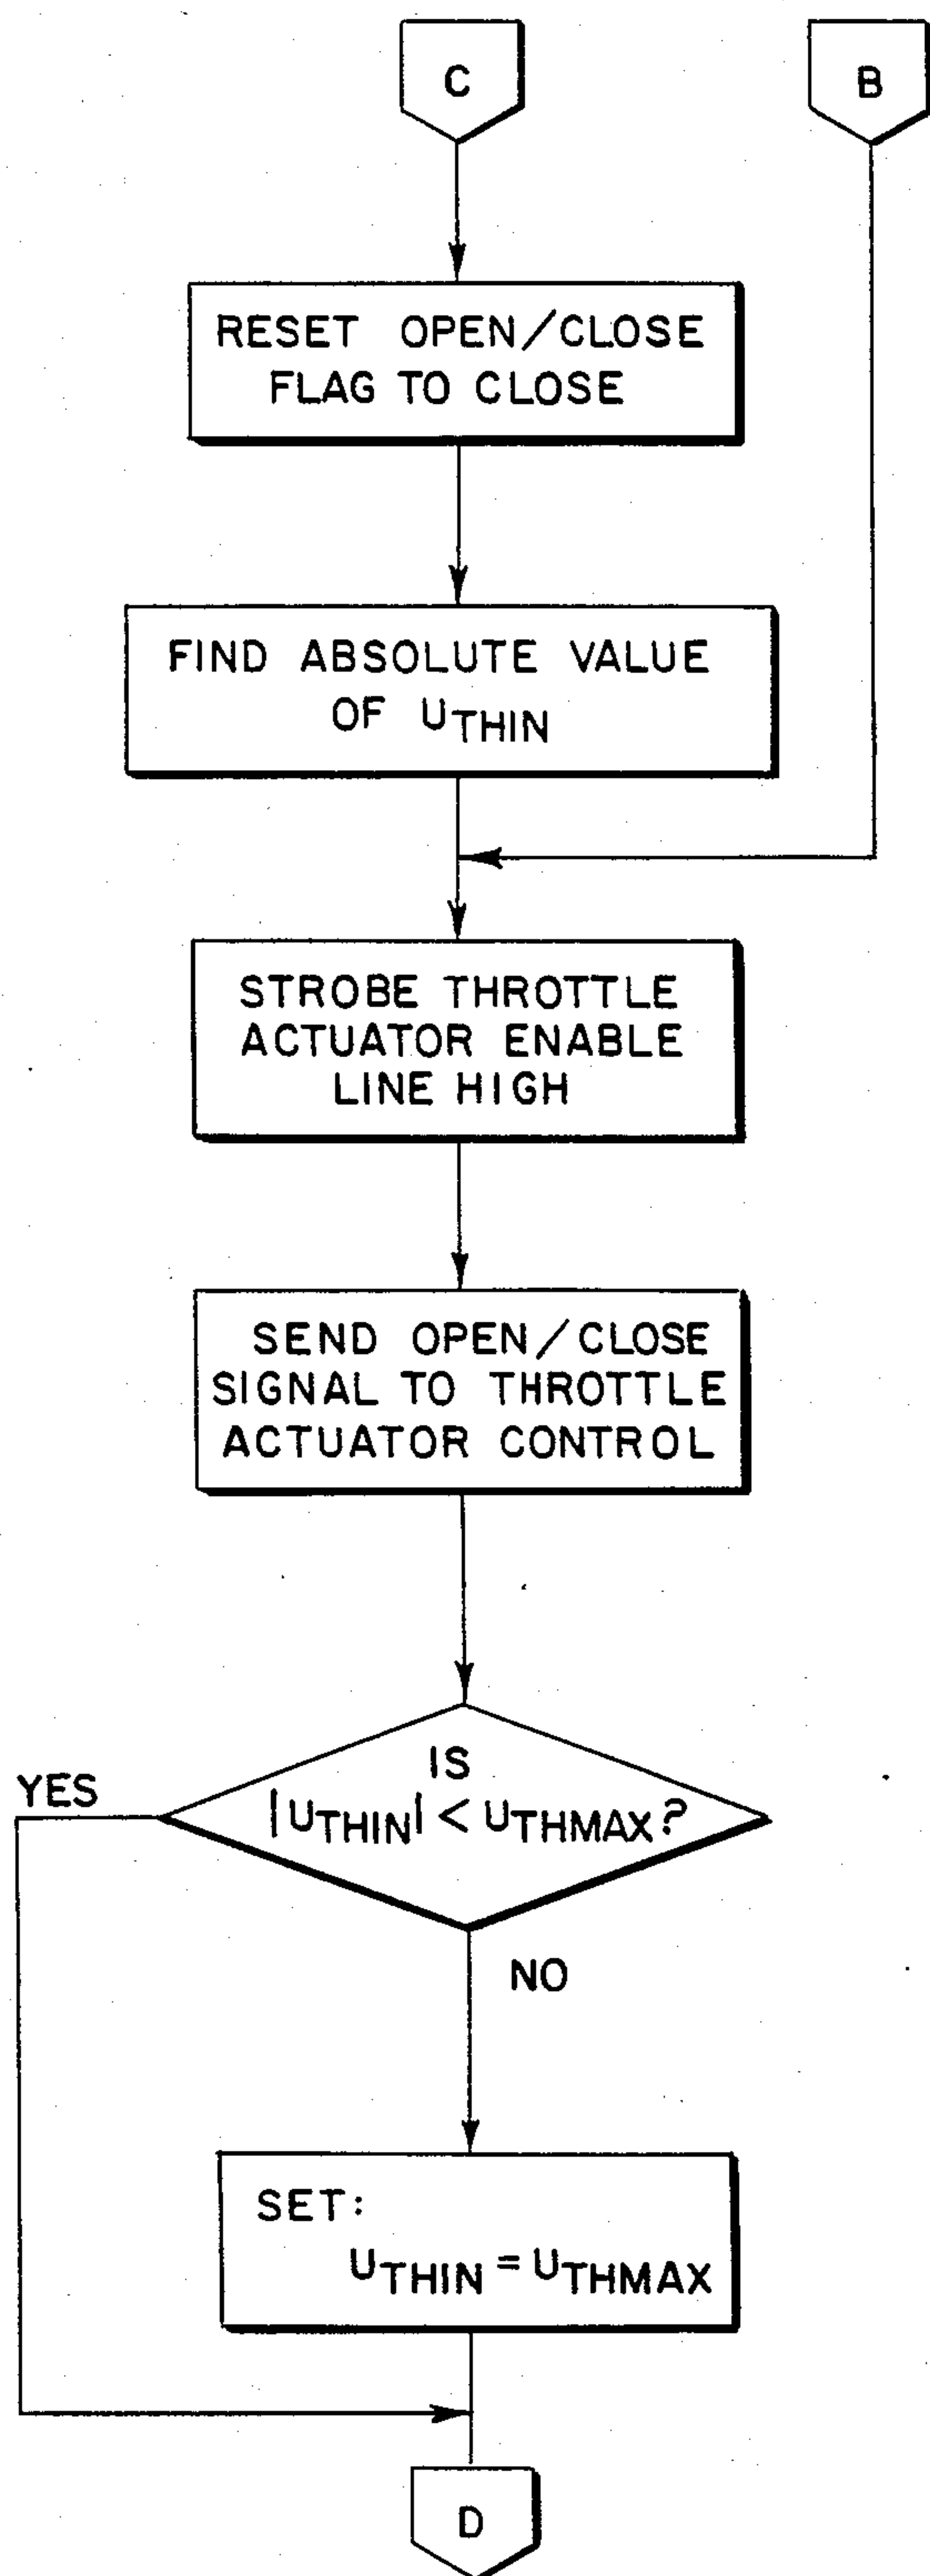 C
B
RESET OPEN/CLOSE
FLAG TO CLOSE
FIND ABSOLUTE VALUE
OF UTHIN
STROBE THROTTLE
ACTUATOR ENABLE
LINE HIGH
SEND OPEN/CLOSE
SIGNAL TO THROTTLE
ACTUATOR CONTROL
IS
|UTHIN| < UTHMAX?
YES
NO
SET:
UTHIN = UTHMAX
D